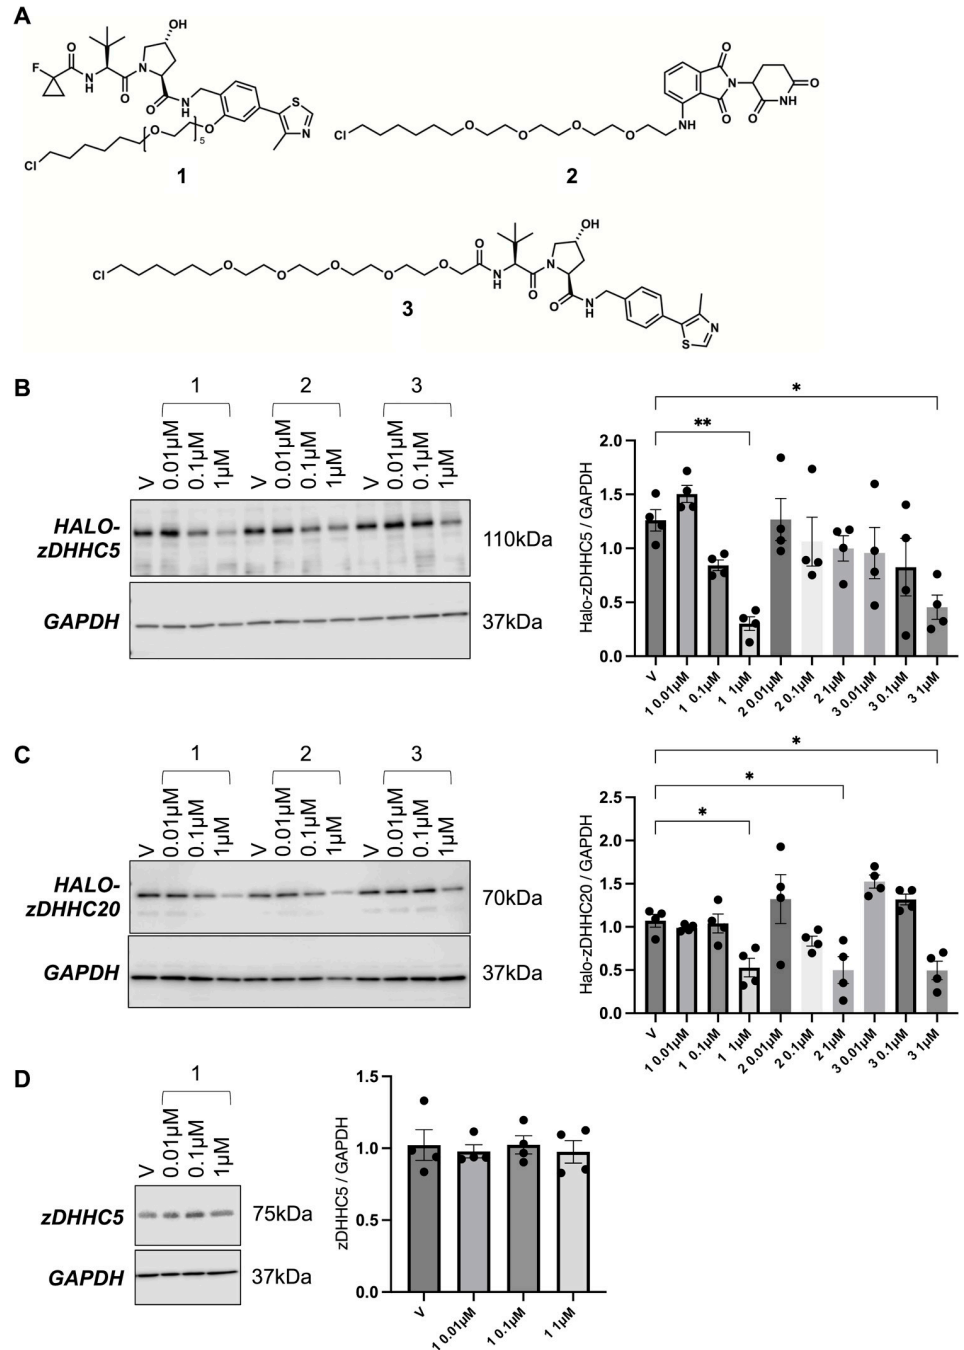 A
OH
F
O
N
H
O
N
O
N
H
O
S
N
O
5
Cl
1
Cl
O
O
O
O
NH
O
N
O
O
NH
O
2
Cl
O
O
O
O
O
O
N
H
O
N
OH
O
N
H
S
N
3
B
1 2 3
V 0.01µM 0.1µM 1µM V 0.01µM 0.1µM 1µM V 0.01µM 0.1µM 1µM
HALO-
zDHHC5
110kDa
GAPDH
37kDa
*
**
Halo-zDHHC5 / GAPDH
2.0
1.5
1.0
0.5
0.0
V 1 0.01µM 1 0.1µM 1 1µM 2 0.01µM 2 0.1µM 2 1µM 3 0.01µM 3 0.1µM 3 1µM
C
1 2 3
V 0.01µM 0.1µM 1µM V 0.01µM 0.1µM 1µM V 0.01µM 0.1µM 1µM
HALO-
zDHHC20
70kDa
GAPDH
37kDa
*
*
*
Halo-zDHHC20 / GAPDH
2.5
2.0
1.5
1.0
0.5
0.0
V 1 0.01µM 1 0.1µM 1 1µM 2 0.01µM 2 0.1µM 2 1µM 3 0.01µM 3 0.1µM 3 1µM
D
1
V 0.01µM 0.1µM 1µM
zDHHC5
75kDa
GAPDH
37kDa
zDHHC5 / GAPDH
1.5
1.0
0.5
0.0
V 1 0.01µM 1 0.1µM 1 1µM